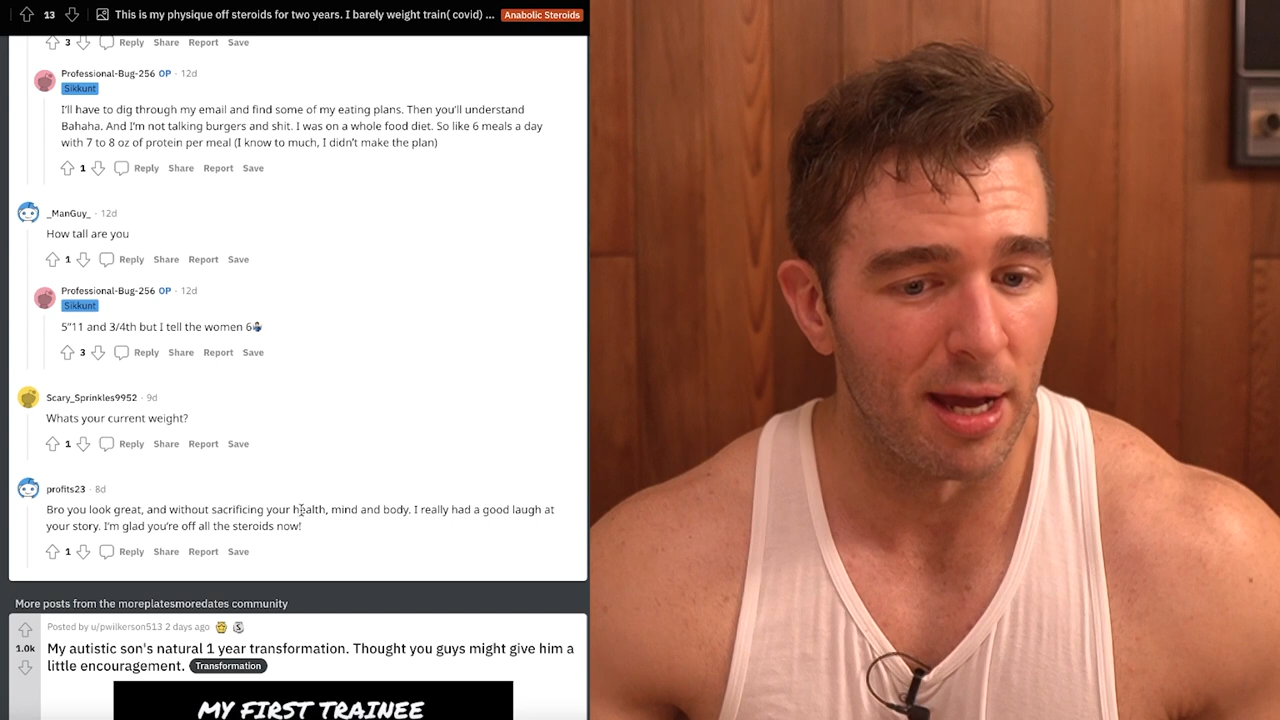 13 This is my physique off steroids for two years. I barely weight train( covid) ... Anabolic Steroids
3 Reply Share Report Save
Professional-Bug-256 OP · 12d
Sikkunt
I'll have to dig through my email and find some of my eating plans. Then you'll understand
Bahaha. And I'm not talking burgers and shit. I was on a whole food diet. So like 6 meals a day
with 7 to 8 oz of protein per meal (I know to much, I didn't make the plan)
1 Reply Share Report Save
_ManGuy_ · 12d
How tall are you
1 Reply Share Report Save
Professional-Bug-256 OP · 12d
Sikkunt
5"11 and 3/4th but I tell the women 6
3 Reply Share Report Save
Scary_Sprinkles9952 · 9d
Whats your current weight?
1 Reply Share Report Save
profits23 · 8d
Bro you look great, and without sacrificing your health, mind and body. I really had a good laugh at
your story. I'm glad you're off all the steroids now!
1 Reply Share Report Save
More posts from the moreplatesmoredates community
Posted by u/pwilkerson513 2 days ago
1.0k My autistic son's natural 1 year transformation. Thought you guys might give him a
little encouragement. Transformation
MY FIRST TRAINEE